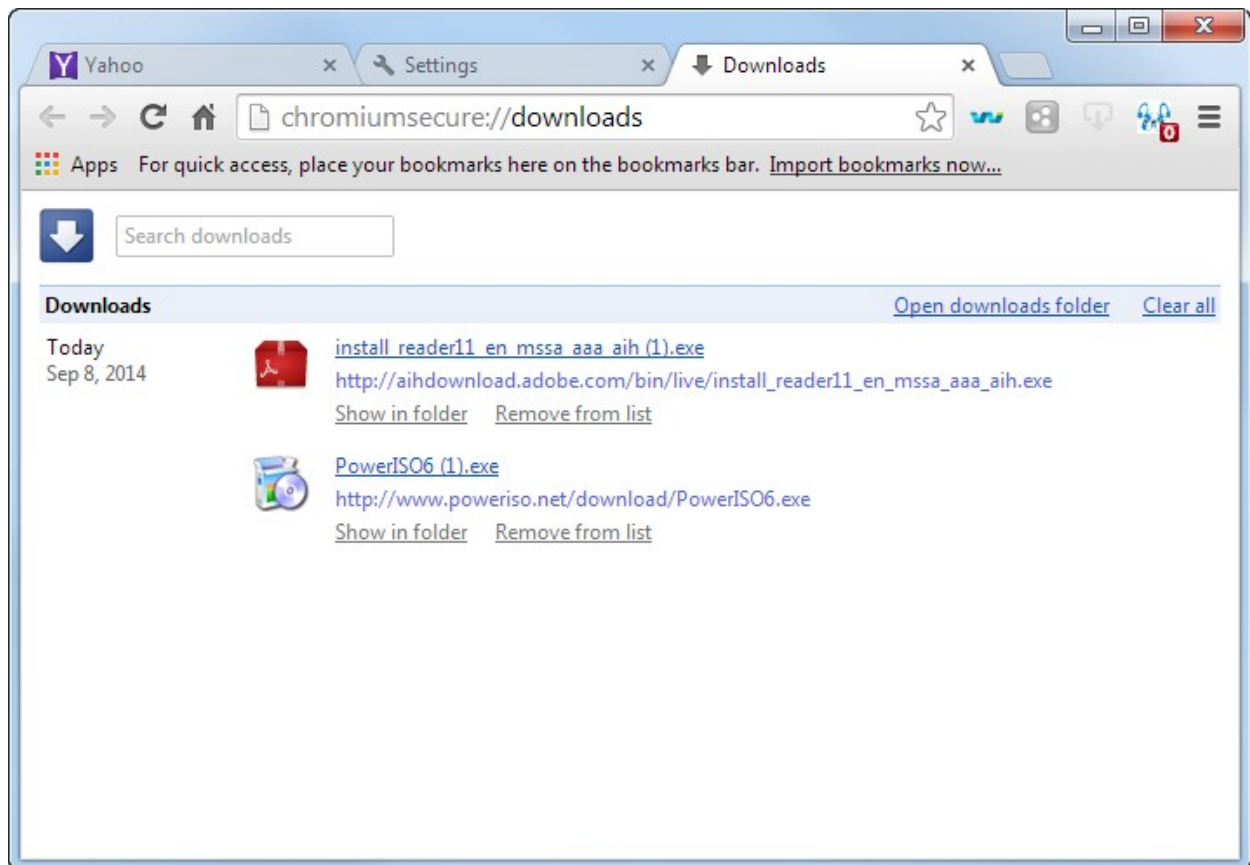 Yahoo Settings Downloads
chromiumsecure://downloads
0
Apps For quick access, place your bookmarks here on the bookmarks bar. Import bookmarks now...
Search downloads
Downloads Open downloads folder Clear all
Today install_reader11_en_mssa_aaa_aih (1).exe
Sep 8, 2014 http://aihdownload.adobe.com/bin/live/install_reader11_en_mssa_aaa_aih.exe
Show in folder Remove from list
PowerISO6 (1).exe
http://www.poweriso.net/download/PowerISO6.exe
Show in folder Remove from list